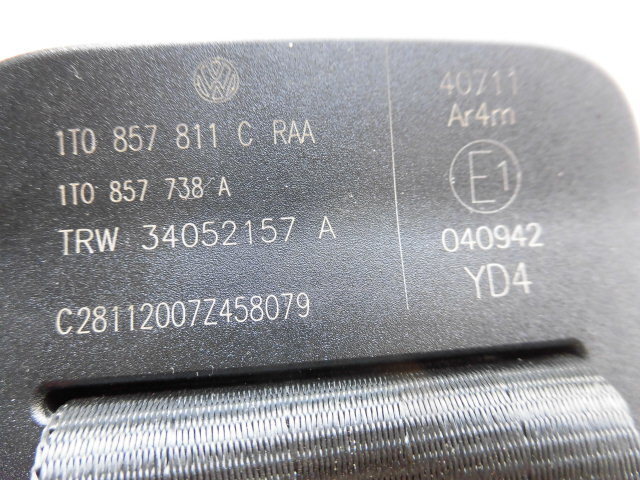 1T0 857 811 C RAA
1T0 857 738 A
TRW 34052157 A
C28112007Z458079
40711
Ar4m
E1
040942
YD4